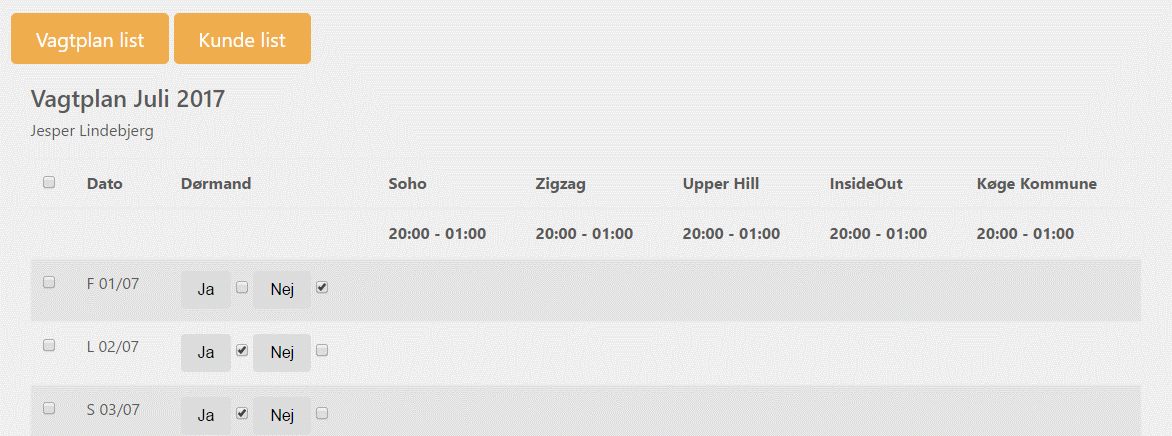 Vagtplan list Kunde list
Vagtplan Juli 2017
Jesper Lindebjerg
Dato Dørmand Soho Zigzag Upper Hill InsideOut Køge Kommune
20:00 - 01:00 20:00 - 01:00 20:00 - 01:00 20:00 - 01:00 20:00 - 01:00
F 01/07 Ja Nej
L 02/07 Ja Nej
S 03/07 Ja Nej